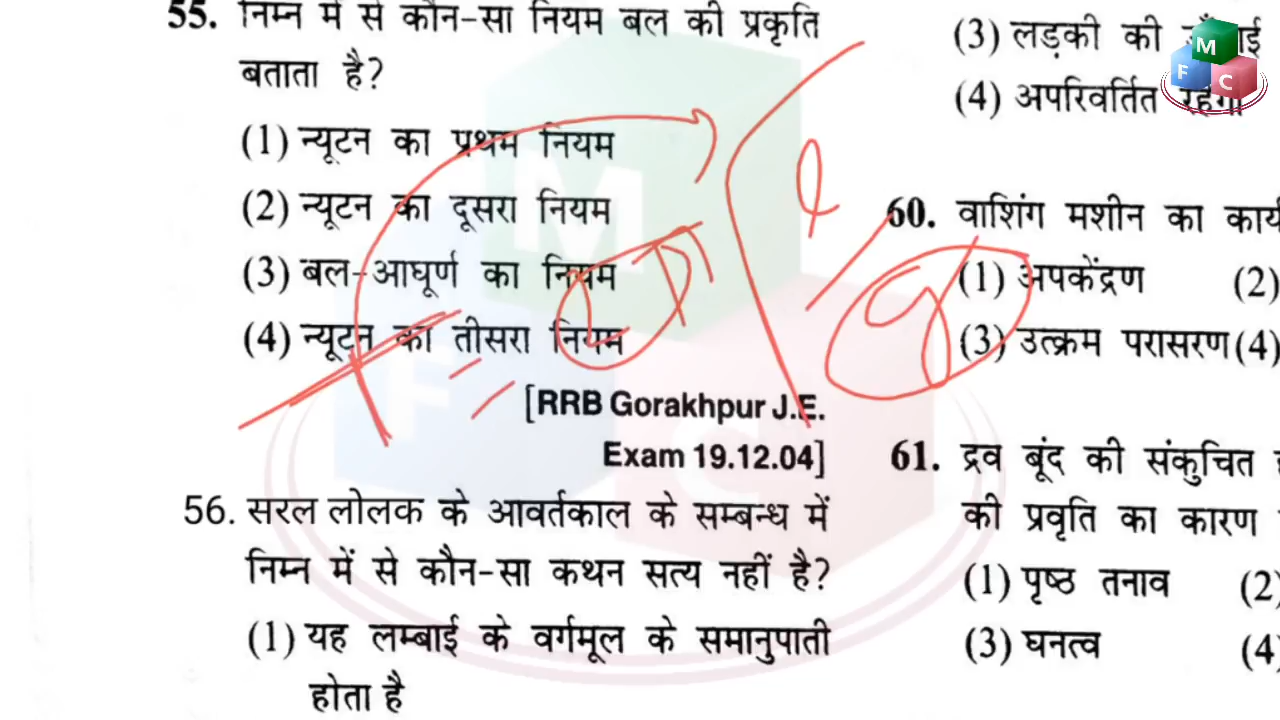 55. निम्न में से कौन-सा नियम बल की प्रकृति
बताता है?
(1) न्यूटन का प्रथम नियम
(2) न्यूटन का दूसरा नियम
(3) बल-आघूर्ण का नियम
(4) न्यूटन का तीसरा नियम
[RRB Gorakhpur J.E.
Exam 19.12.04]
56. सरल लोलक के आवर्तकाल के सम्बन्ध में
निम्न में से कौन-सा कथन सत्य नहीं है?
(1) यह लम्बाई के वर्गमूल के समानुपाती
होता है
(3) लड़की की
(4) अपरिवर्तित रहेगा
60. वाशिंग मशीन का कार्य
(1) अपकेंद्रण (2)
(3) उत्क्रम परासरण (4)
61. द्रव बूंद की संकुचित
की प्रवृति का कारण
(1) पृष्ठ तनाव (2)
(3) घनत्व (4)
M
F
C
M
F
C